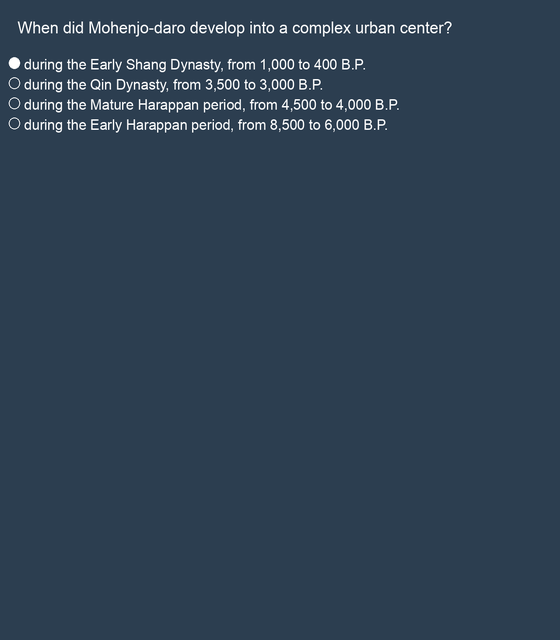 When did Mohenjo-daro develop into a complex urban center?
during the Early Shang Dynasty, from 1,000 to 400 B.P.
during the Qin Dynasty, from 3,500 to 3,000 B.P.
during the Mature Harappan period, from 4,500 to 4,000 B.P.
during the Early Harappan period, from 8,500 to 6,000 B.P.